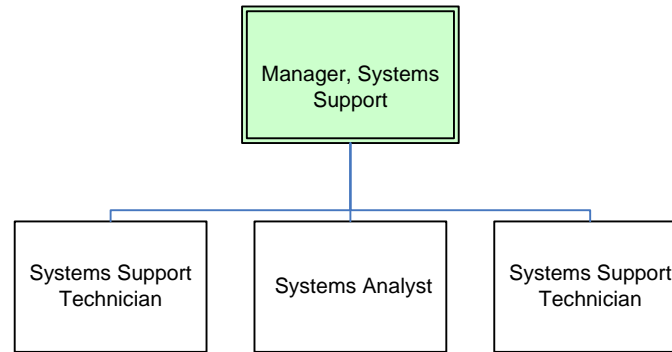 Manager, Systems
Support
Systems Support
Technician
Systems Analyst
Systems Support
Technician